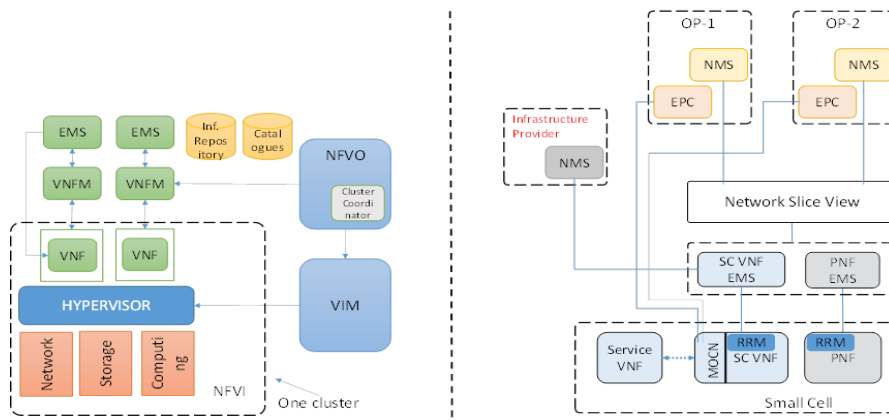 EMS
EMS
Inf.
Repos
itory
Catal
ogues
NFVO
Cluster
Coordi
nator
VNFM
VNFM
VNF
VNF
HYPERVISOR
VIM
Network
Storage
Computi
ng
NFVI
One cluster
OP-1
OP-2
NMS
NMS
EPC
EPC
Infrastructure
Provider
NMS
Network Slice View
SC VNF
EMS
PNF
EMS
Service
VNF
MOCN
RRM
SC VNF
RRM
PNF
Small Cell